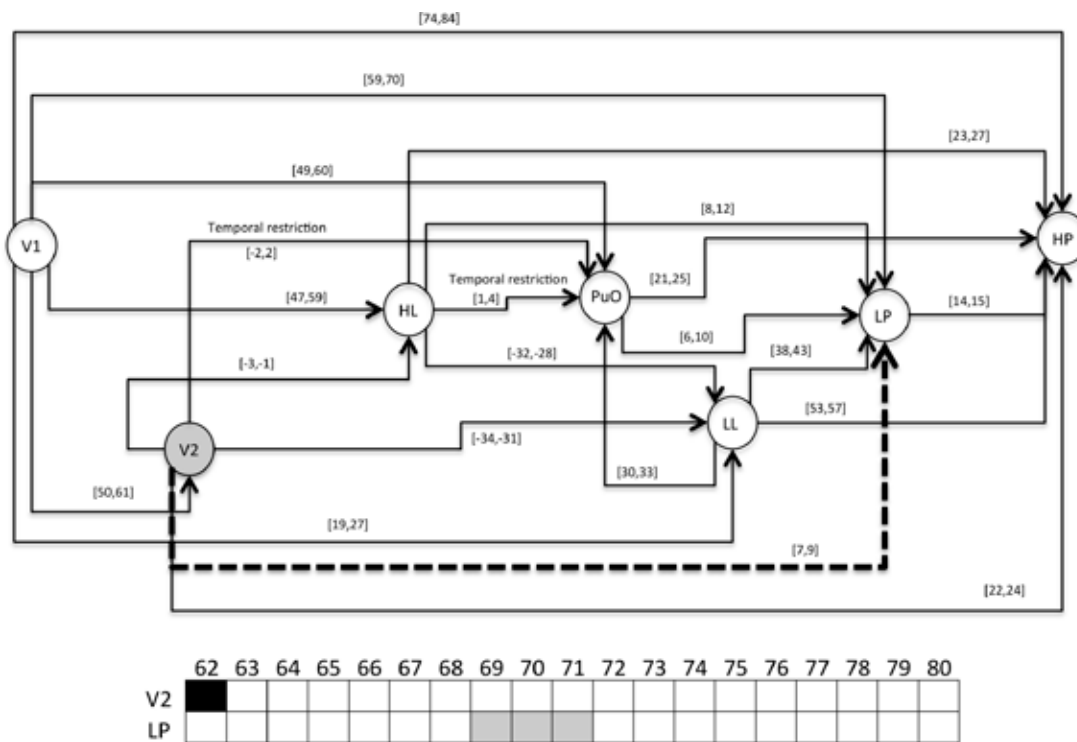 [74,84]
[59,70]
[23,27]
[49,60]
[8,12]
Temporal restriction
[-2,2]
V1
HP
Temporal restriction
[21,25]
PuO
[47,59]
HL
[1,4]
LP
[14,15]
[6,10]
[-32,-28]
[38,43]
[-3,-1]
[53,57]
LL
V2
[-34,-31]
[30,33]
[50,61]
[19,27]
[7,9]
[22,24]
62 63 64 65 66 67 68 69 70 71 72 73 74 75 76 77 78 79 80
V2
LP